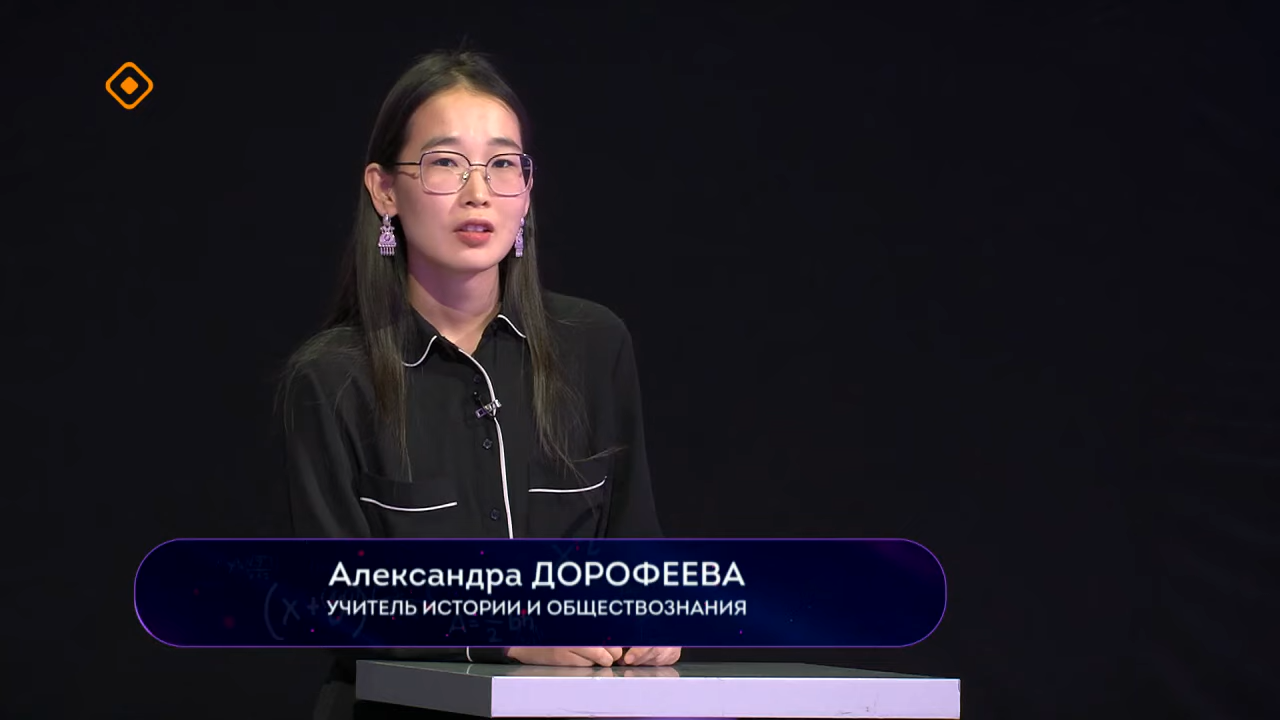 Александра ДОРОФЕЕВА
УЧИТЕЛЬ ИСТОРИИ И ОБЩЕСТВОЗНАНИЯ